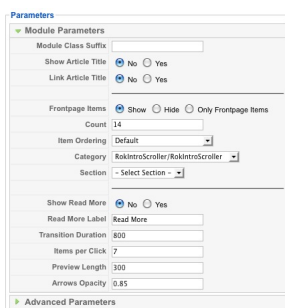 Parameters
Module Parameters
Module Class Suffix
Show Article Title No Yes
Link Article Title No Yes
Frontpage Items Show Hide Only Frontpage Items
Count 14
Item Ordering Default
Category RokIntroScroller/RokIntroScroller
Section - Select Section -
Show Read More No Yes
Read More Label Read More
Transition Duration 800
Items per Click 7
Preview Length 300
Arrows Opacity 0.85
Advanced Parameters